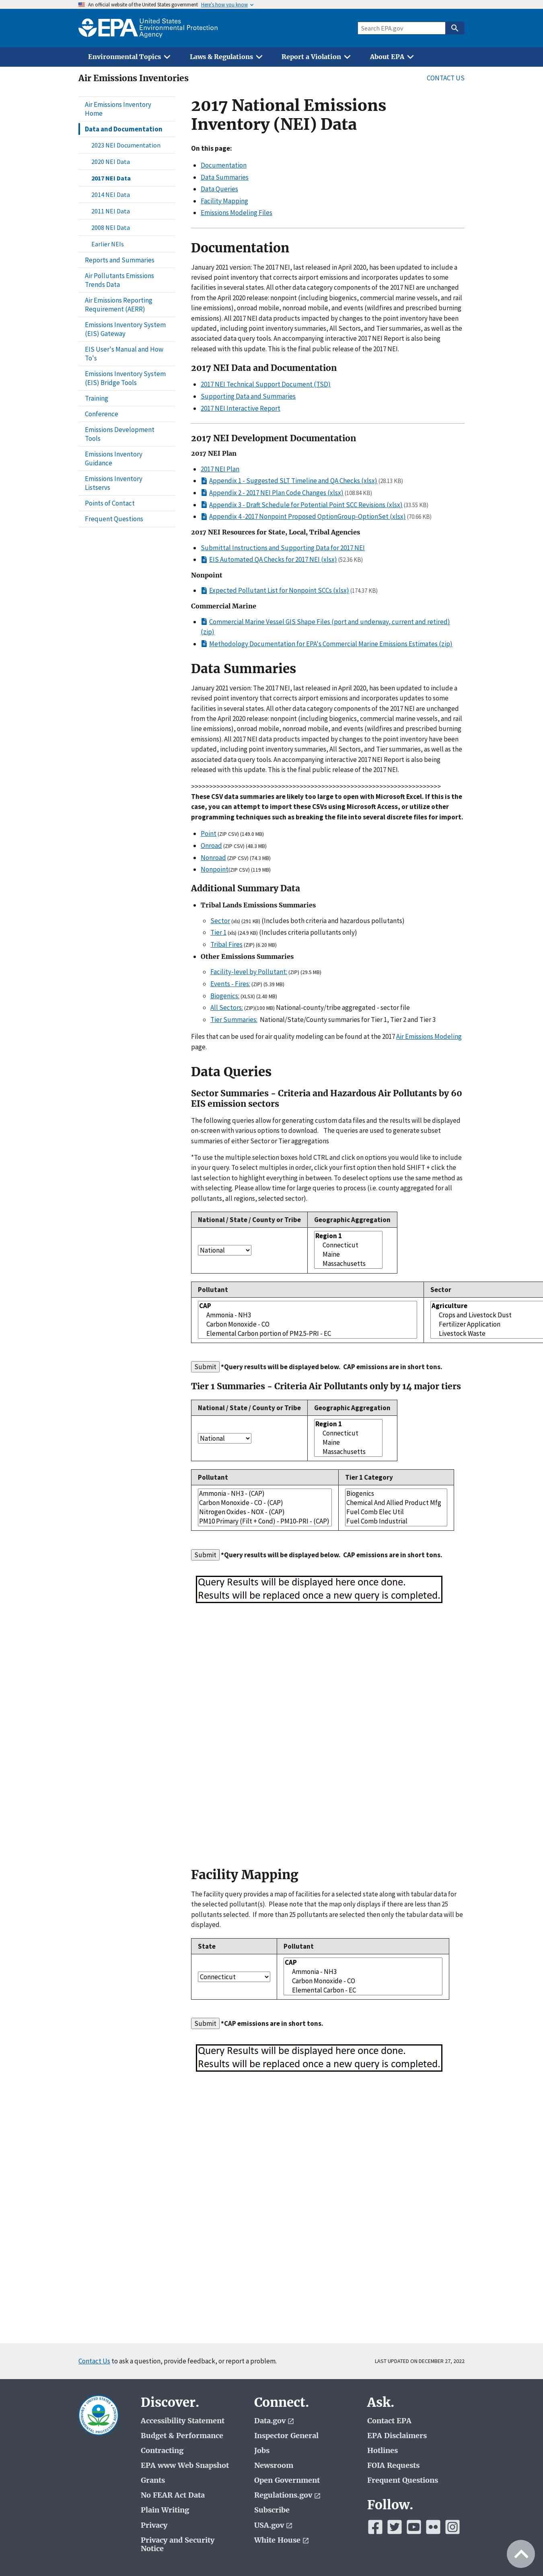 An official website of the United States government Here's how you know
EPA United States
Environmental Protection
Agency
Search EPA.gov
Environmental Topics
Laws & Regulations
Report a Violation
About EPA
Air Emissions Inventories
CONTACT US
Air Emissions Inventory
Home
Data and Documentation
2023 NEI Documentation
2020 NEI Data
2017 NEI Data
2014 NEI Data
2011 NEI Data
2008 NEI Data
Earlier NEIs
Reports and Summaries
Air Pollutants Emissions
Trends Data
Air Emissions Reporting
Requirement (AERR)
Emissions Inventory System
(EIS) Gateway
EIS User's Manual and How
To's
Emissions Inventory System
(EIS) Bridge Tools
Training
Conference
Emissions Development
Tools
Emissions Inventory
Guidance
Emissions Inventory
Listservs
Points of Contact
Frequent Questions
2017 National Emissions
Inventory (NEI) Data
On this page:
Documentation
Data Summaries
Data Queries
Facility Mapping
Emissions Modeling Files
Documentation
January 2021 version: The 2017 NEI, last released in April 2020, has been updated to include a
revised point inventory that corrects airport emissions and incorporates updates to some
facilities in several states. All other data category components of the 2017 NEI are unchanged
from the April 2020 release: nonpoint (including biogenics, commercial marine vessels, and rail
line emissions), onroad mobile, nonroad mobile, and events (wildfires and prescribed burning
emissions). All 2017 NEI data products impacted by changes to the point inventory have been
updated, including point inventory summaries, All Sectors, and Tier summaries, as well as the
associated data query tools. An accompanying interactive 2017 NEI Report is also being
released with this update. This is the final public release of the 2017 NEI.
2017 NEI Data and Documentation
2017 NEI Technical Support Document (TSD)
Supporting Data and Summaries
2017 NEI Interactive Report
2017 NEI Development Documentation
2017 NEI Plan
2017 NEI Plan
Appendix 1 - Suggested SLT Timeline and QA Checks (xlsx) (28.13 KB)
Appendix 2 - 2017 NEI Plan Code Changes (xlsx) (108.84 KB)
Appendix 3 - Draft Schedule for Potential Point SCC Revisions (xlsx) (33.55 KB)
Appendix 4 -2017 Nonpoint Proposed OptionGroup-OptionSet (xlsx) (70.66 KB)
2017 NEI Resources for State, Local, Tribal Agencies
Submittal Instructions and Supporting Data for 2017 NEI
EIS Automated QA Checks for 2017 NEI (xlsx) (52.36 KB)
Nonpoint
Expected Pollutant List for Nonpoint SCCs (xlsx) (174.37 KB)
Commercial Marine
Commercial Marine Vessel GIS Shape Files (port and underway, current and retired)
(zip)
Methodology Documentation for EPA's Commercial Marine Emissions Estimates (zip)
Data Summaries
January 2021 version: The 2017 NEI, last released in April 2020, has been updated to include a
revised point inventory that corrects airport emissions and incorporates updates to some
facilities in several states. All other data category components of the 2017 NEI are unchanged
from the April 2020 release: nonpoint (including biogenics, commercial marine vessels, and rail
line emissions), onroad mobile, nonroad mobile, and events (wildfires and prescribed burning
emissions). All 2017 NEI data products impacted by changes to the point inventory have been
updated, including point inventory summaries, All Sectors, and Tier summaries, as well as the
associated data query tools. An accompanying interactive 2017 NEI Report is also being
released with this update. This is the final public release of the 2017 NEI.
>>>>>>>>>>>>>>>>>>>>>>>>>>>>>>>>>>>>>>>>>>>>>>>>>>>>>>>>>>>>>>>>>>>>>
These CSV data summaries are likely too large to open with Microsoft Excel. If this is the
case, you can attempt to import these CSVs using Microsoft Access, or utilize other
programming techniques such as breaking the file into several discrete files for import.
Point (ZIP CSV) (149.8 MB)
Onroad (ZIP CSV) (48.3 MB)
Nonroad (ZIP CSV) (74.3 MB)
Nonpoint(ZIP CSV) (119 MB)
Additional Summary Data
Tribal Lands Emissions Summaries
Sector (xls) (291 KB) (Includes both criteria and hazardous pollutants)
Tier 1 (xls) (24.9 KB) (Includes criteria pollutants only)
Tribal Fires (ZIP) (6.20 MB)
Other Emissions Summaries
Facility-level by Pollutant: (ZIP) (29.5 MB)
Events - Fires: (ZIP) (5.39 MB)
Biogenics: (XLSX) (3.40 MB)
All Sectors: (ZIP)(100 MB) National-county/tribe aggregated - sector file
Tier Summaries: National/State/County summaries for Tier 1, Tier 2 and Tier 3
Files that can be used for air quality modeling can be found at the 2017 Air Emissions Modeling
page.
Data Queries
Sector Summaries - Criteria and Hazardous Air Pollutants by 60
EIS emission sectors
The following queries allow for generating custom data files and the results will be displayed
on-screen with various options to download. The queries are used to generate subset
summaries of either Sector or Tier aggregations
*To use the multiple selection boxes hold CTRL and click on options you would like to include
in your query. To select multiples in order, click your first option then hold SHIFT + click the
last selection to highlight everything in between. To deselect options use the same method as
with selecting. Please allow time for large queries to process (i.e. county aggregated for all
pollutants, all regions, selected sector).
National / State / County or Tribe
Geographic Aggregation
National
Region 1
Connecticut
Maine
Massachusetts
Pollutant
Sector
CAP
Ammonia - NH3
Carbon Monoxide - CO
Elemental Carbon portion of PM2.5-PRI - EC
Agriculture
Crops and Livestock Dust
Fertilizer Application
Livestock Waste
Submit *Query results will be displayed below. CAP emissions are in short tons.
Tier 1 Summaries - Criteria Air Pollutants only by 14 major tiers
National / State / County or Tribe
Geographic Aggregation
National
Region 1
Connecticut
Maine
Massachusetts
Pollutant
Tier 1 Category
Ammonia - NH3 - (CAP)
Carbon Monoxide - CO - (CAP)
Nitrogen Oxides - NOX - (CAP)
PM10 Primary (Filt + Cond) - PM10-PRI - (CAP)
Biogenics
Chemical And Allied Product Mfg
Fuel Comb Elec Util
Fuel Comb Industrial
Submit *Query results will be displayed below. CAP emissions are in short tons.
Query Results will be displayed here once done.
Results will be replaced once a new query is completed.
Facility Mapping
The facility query provides a map of facilities for a selected state along with tabular data for
the selected pollutant(s). Please note that the map only displays if there are less than 25
pollutants selected. If more than 25 pollutants are selected then only the tabular data will be
displayed.
State
Pollutant
Connecticut
CAP
Ammonia - NH3
Carbon Monoxide - CO
Elemental Carbon - EC
Submit *CAP emissions are in short tons.
Query Results will be displayed here once done.
Results will be replaced once a new query is completed.
Contact Us to ask a question, provide feedback, or report a problem.
LAST UPDATED ON DECEMBER 27, 2022
Discover.
Accessibility Statement
Budget & Performance
Contracting
EPA www Web Snapshot
Grants
No FEAR Act Data
Plain Writing
Privacy
Privacy and Security
Notice
Connect.
Data.gov
Inspector General
Jobs
Newsroom
Open Government
Regulations.gov
Subscribe
USA.gov
White House
Ask.
Contact EPA
EPA Disclaimers
Hotlines
FOIA Requests
Frequent Questions
Follow.